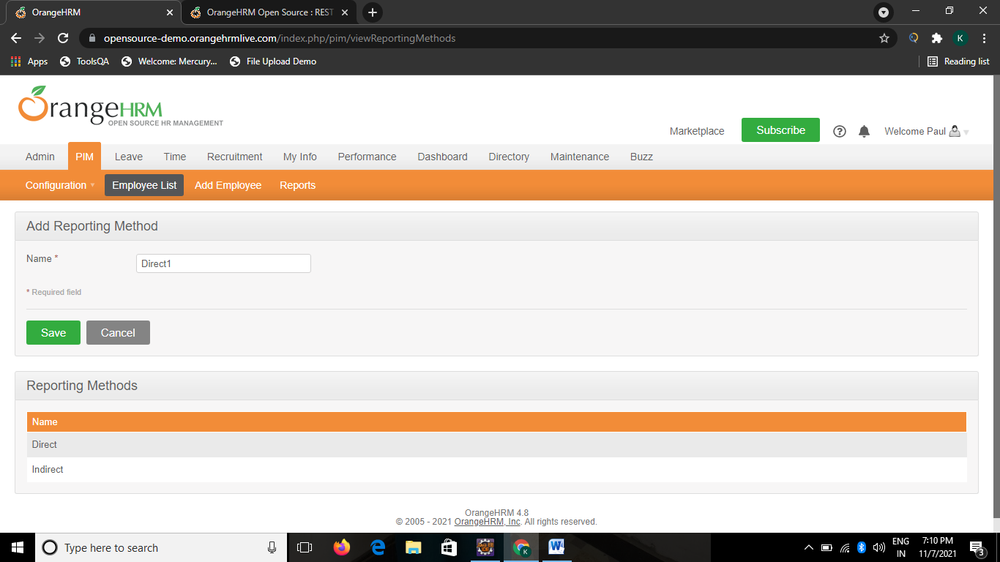 OrangeHRM
OrangeHRM Open Source : REST
opensource-demo.orangehrmlive.com/index.php/pim/viewReportingMethods
K
Apps ToolsQA Welcome: Mercury... File Upload Demo Reading list
OrangeHRM
OPEN SOURCE HR MANAGEMENT
Marketplace Subscribe ? Welcome Paul
Admin PIM Leave Time Recruitment My Info Performance Dashboard Directory Maintenance Buzz
Configuration Employee List Add Employee Reports
Add Reporting Method
Name * Direct1
* Required field
Save Cancel
Reporting Methods
Name
Direct
Indirect
OrangeHRM 4.8
© 2005 - 2021 OrangeHRM, Inc. All rights reserved.
Type here to search
ENG
IN
7:10 PM
11/7/2021
3